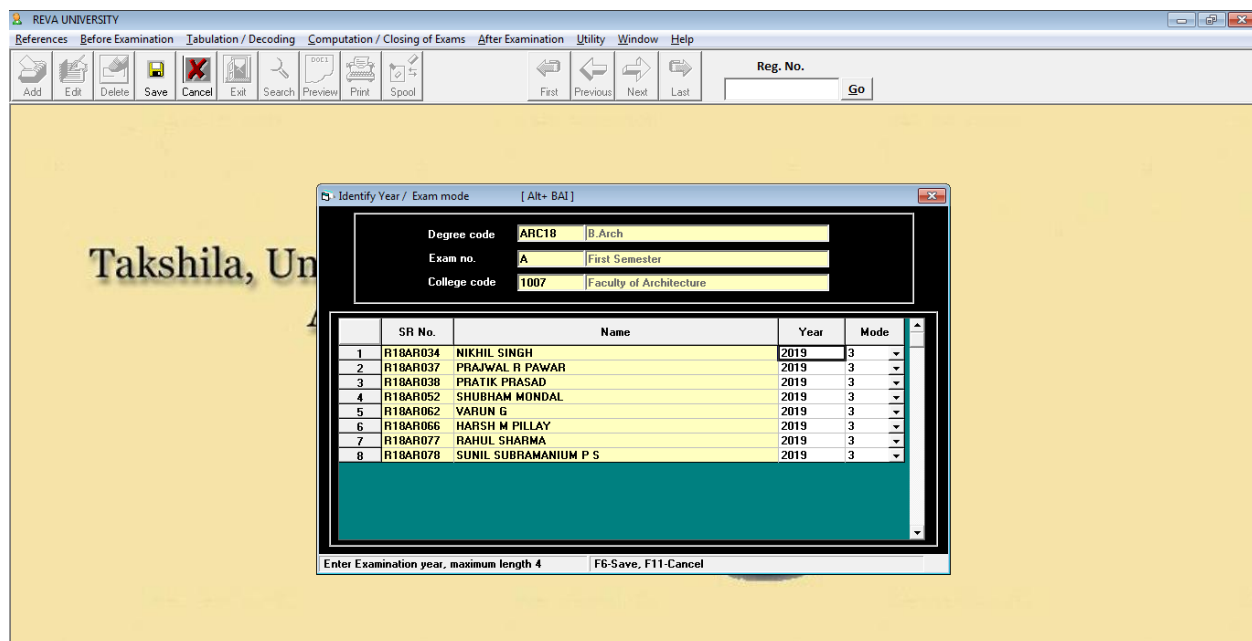 REVA UNIVERSITY
References Before Examination Tabulation / Decoding Computation / Closing of Exams After Examination Utility Window Help
Add Edit Delete Save Cancel Exit Search Preview Print Spool First Previous Next Last
Reg. No.
Go
Takshila, Un
Identify Year / Exam mode [ Alt+ BAI ]
Degree code ARC18 B.Arch
Exam no. A First Semester
College code 1007 Faculty of Architecture
SR No. Name Year Mode
1 R18AR034 NIKHIL SINGH 2019 3
2 R18AR037 PRAJWAL R PAWAR 2019 3
3 R18AR038 PRATIK PRASAD 2019 3
4 R18AR052 SHUBHAM MONDAL 2019 3
5 R18AR062 VARUN G 2019 3
6 R18AR066 HARSH M PILLAY 2019 3
7 R18AR077 RAHUL SHARMA 2019 3
8 R18AR078 SUNIL SUBRAMANIUM P S 2019 3
Enter Examination year, maximum length 4 F6-Save, F11-Cancel